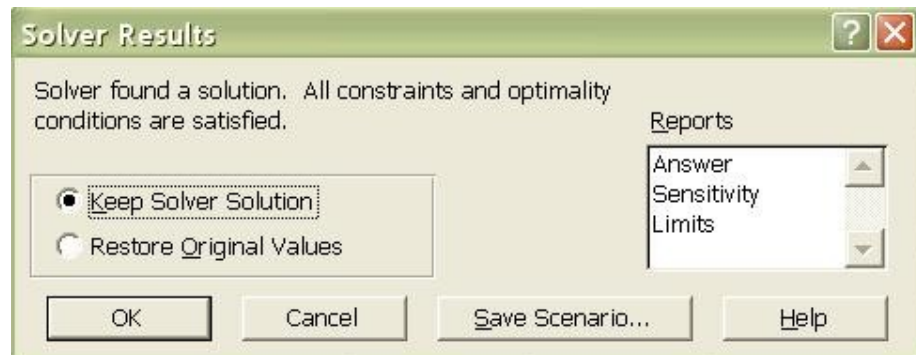 Solver Results
Solver found a solution. All constraints and optimality
conditions are satisfied.
Reports
Answer
Sensitivity
Limits
Keep Solver Solution
Restore Original Values
OK Cancel Save Scenario... Help